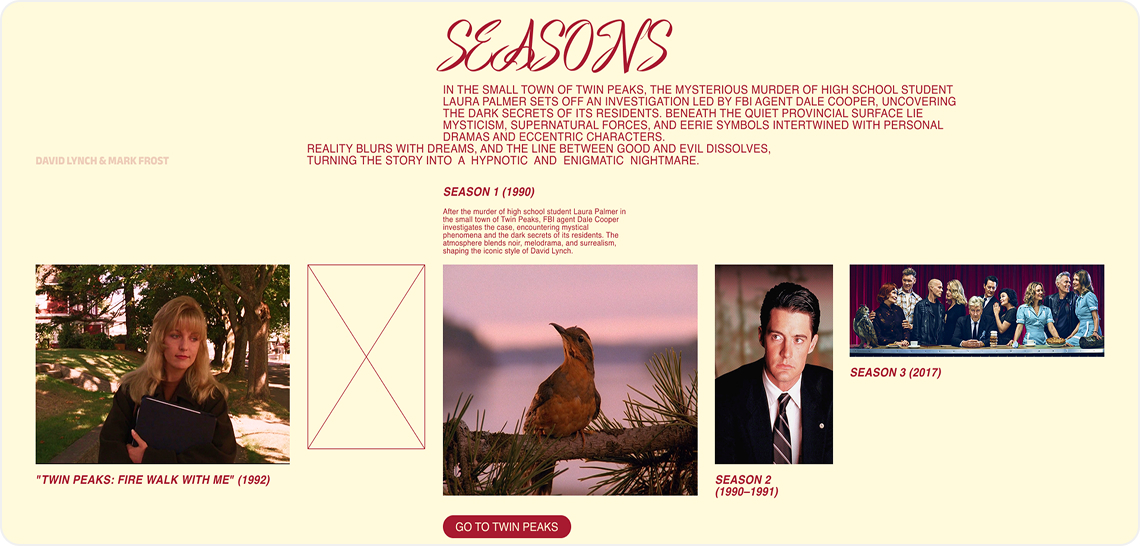 SEASONS
IN THE SMALL TOWN OF TWIN PEAKS, THE MYSTERIOUS MURDER OF HIGH SCHOOL STUDENT
LAURA PALMER SETS OFF AN INVESTIGATION LED BY FBI AGENT DALE COOPER, UNCOVERING
THE DARK SECRETS OF ITS RESIDENTS. BENEATH THE QUIET PROVINCIAL SURFACE LIE
MYSTICISM, SUPERNATURAL FORCES, AND EERIE SYMBOLS INTERTWINED WITH PERSONAL
DRAMAS AND ECCENTRIC CHARACTERS.
REALITY BLURS WITH DREAMS, AND THE LINE BETWEEN GOOD AND EVIL DISSOLVES,
TURNING THE STORY INTO A HYPNOTIC AND ENIGMATIC NIGHTMARE.
DAVID LYNCH & MARK FROST
SEASON 1 (1990)
After the murder of high school student Laura Palmer in
the small town of Twin Peaks, FBI agent Dale Cooper
investigates the case, encountering mystical
phenomena and the dark secrets of its residents. The
atmosphere blends noir, melodrama, and surrealism,
shaping the iconic style of David Lynch.
"TWIN PEAKS: FIRE WALK WITH ME" (1992)
SEASON 2
(1990–1991)
SEASON 3 (2017)
GO TO TWIN PEAKS